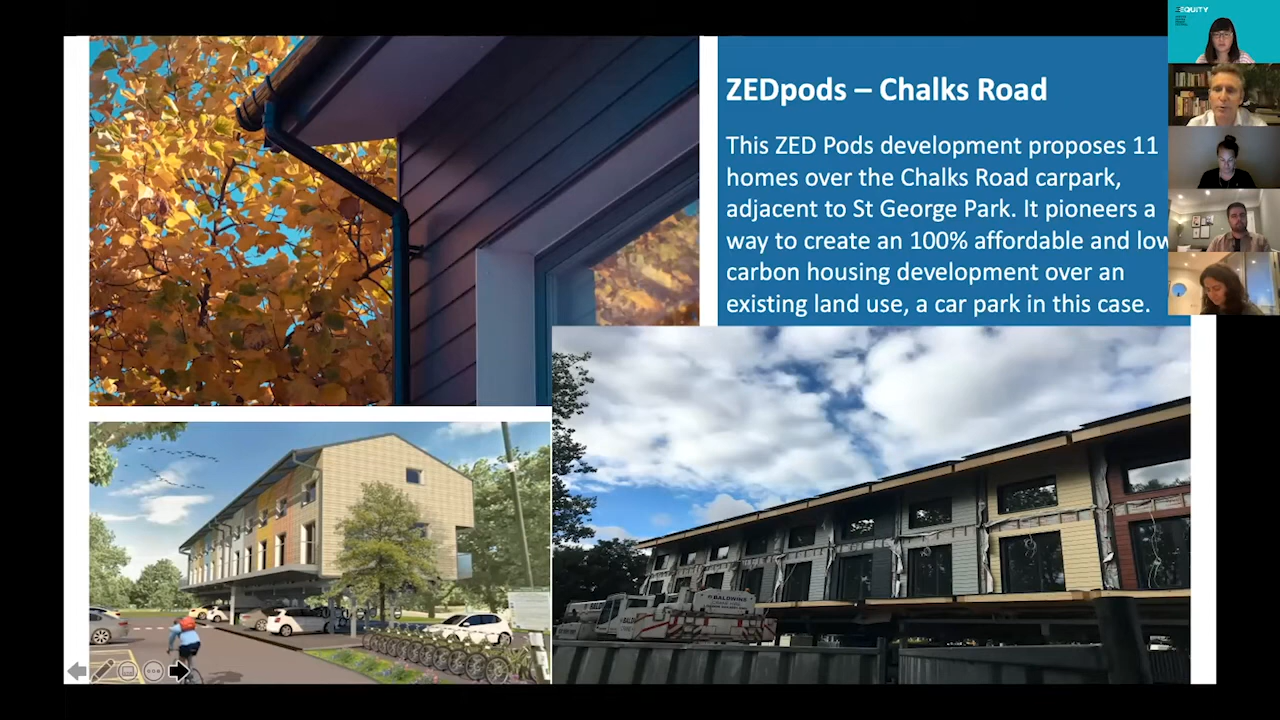 EQUITY
ZEDpods – Chalks Road
This ZED Pods development proposes 11
homes over the Chalks Road carpark,
adjacent to St George Park. It pioneers a
way to create an 100% affordable and low
carbon housing development over an
existing land use, a car park in this case.
BALDWINS